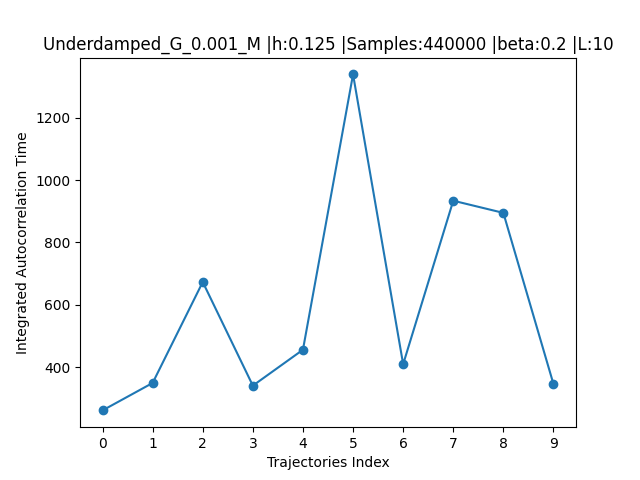 Underdamped_G_0.001_M |h:0.125 |Samples:440000 |beta:0.2 |L:10
Integrated Autocorrelation Time
1200
1000
800
600
400
0 1 2 3 4 5 6 7 8 9
Trajectories Index